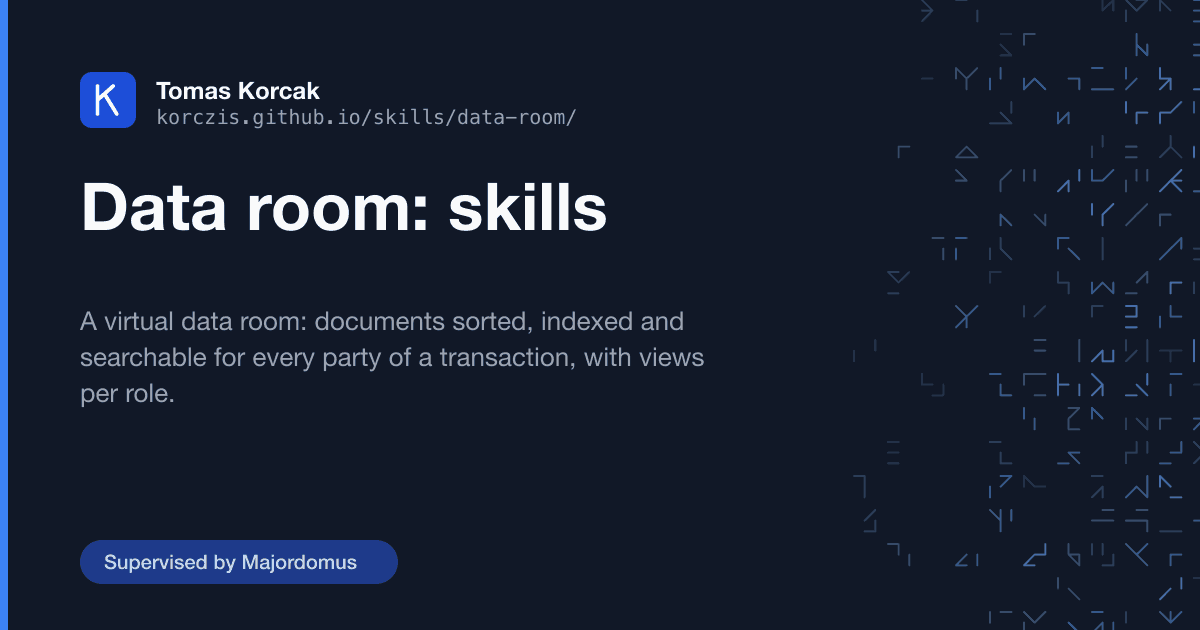 Tomas Korcak
korczis.github.io/skills/data-room/
Data room: skills
A virtual data room: documents sorted, indexed and
searchable for every party of a transaction, with views
per role.
Supervised by Majordomus